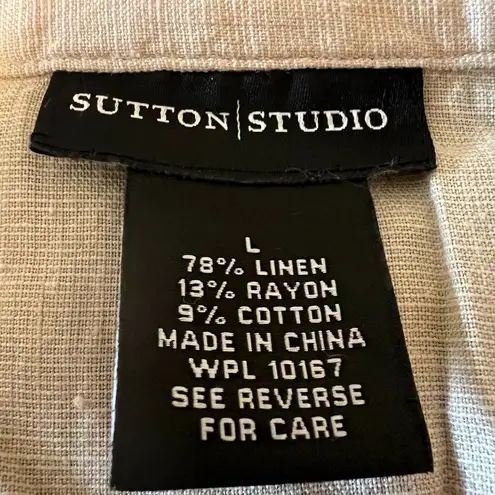 SUTTON|STUDIO
L
78% LINEN
13% RAYON
9% COTTON
MADE IN CHINA
WPL 10167
SEE REVERSE
FOR CARE